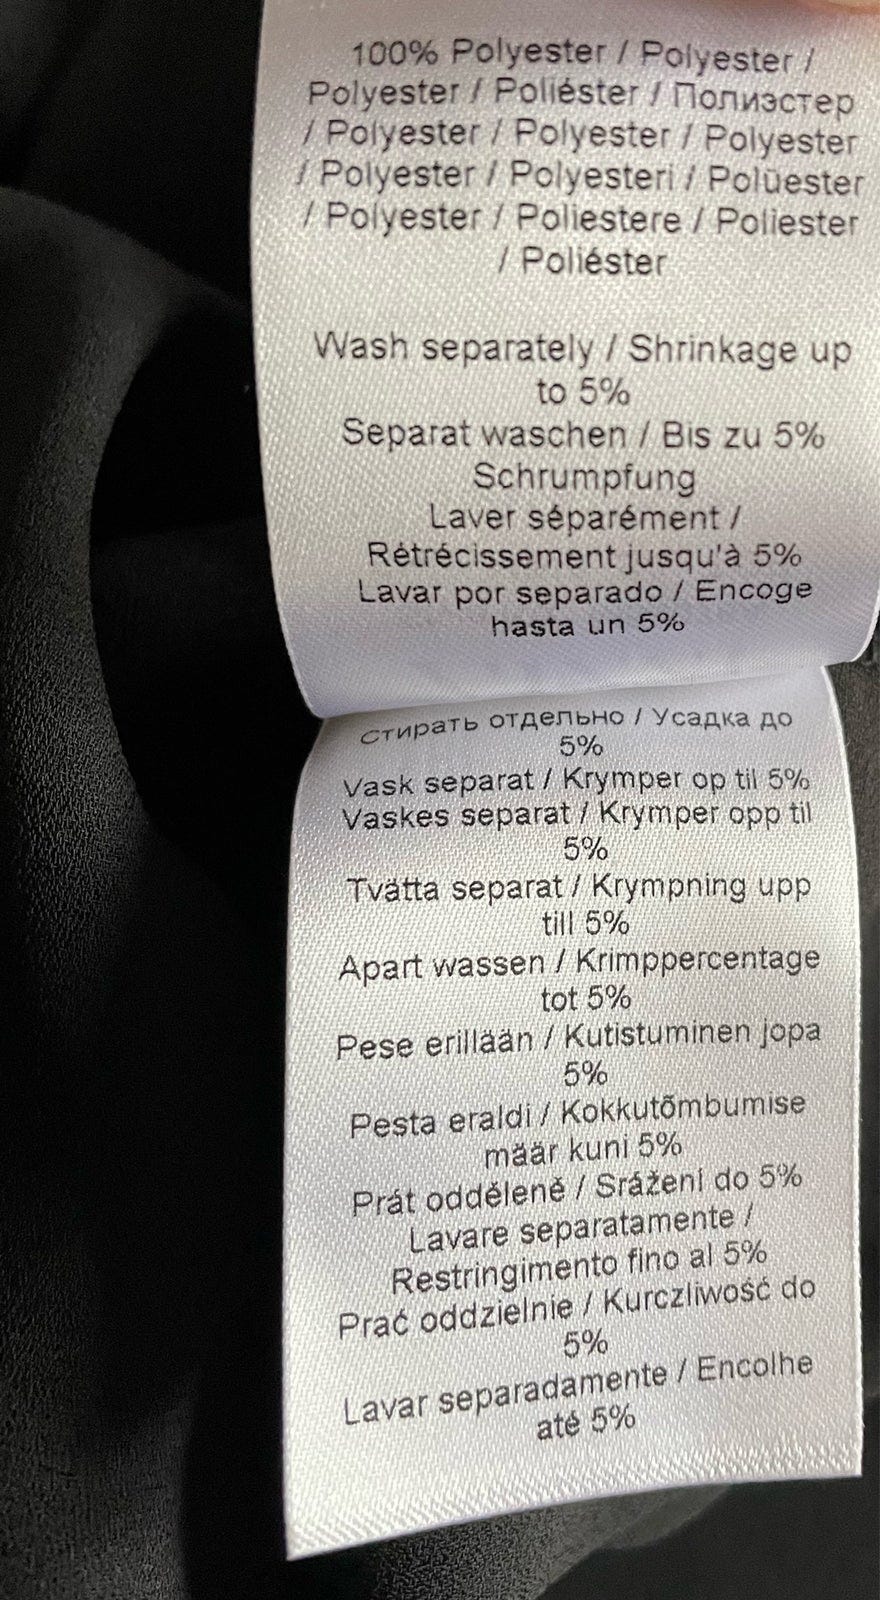 100% Polyester / Polyester /
Polyester / Poliéster / Полиэстер
/ Polyester / Polyester / Polyester
/ Polyester / Polyesteri / Polüester
/ Polyester / Poliestere / Poliester
/ Poliéster
Wash separately / Shrinkage up
to 5%
Separat waschen / Bis zu 5%
Schrumpfung
Laver séparément /
Rétrécissement jusqu'à 5%
Lavar por separado / Encoge
hasta un 5%
Стирать отдельно / Усадка до
5%
Vask separat / Krymper op til 5%
Vaskes separat / Krymper opp til
5%
Tvätta separat / Krympning upp
till 5%
Apart wassen / Krimppercentage
tot 5%
Pese erillään / Kutistuminen jopa
5%
Pesta eraldi / Kokkutõmbumise
määr kuni 5%
Prát odděleně / Srážení do 5%
Lavare separatamente /
Restringimento fino al 5%
Prać oddzielnie / Kurczliwość do
5%
Lavar separadamente / Encolhe
até 5%